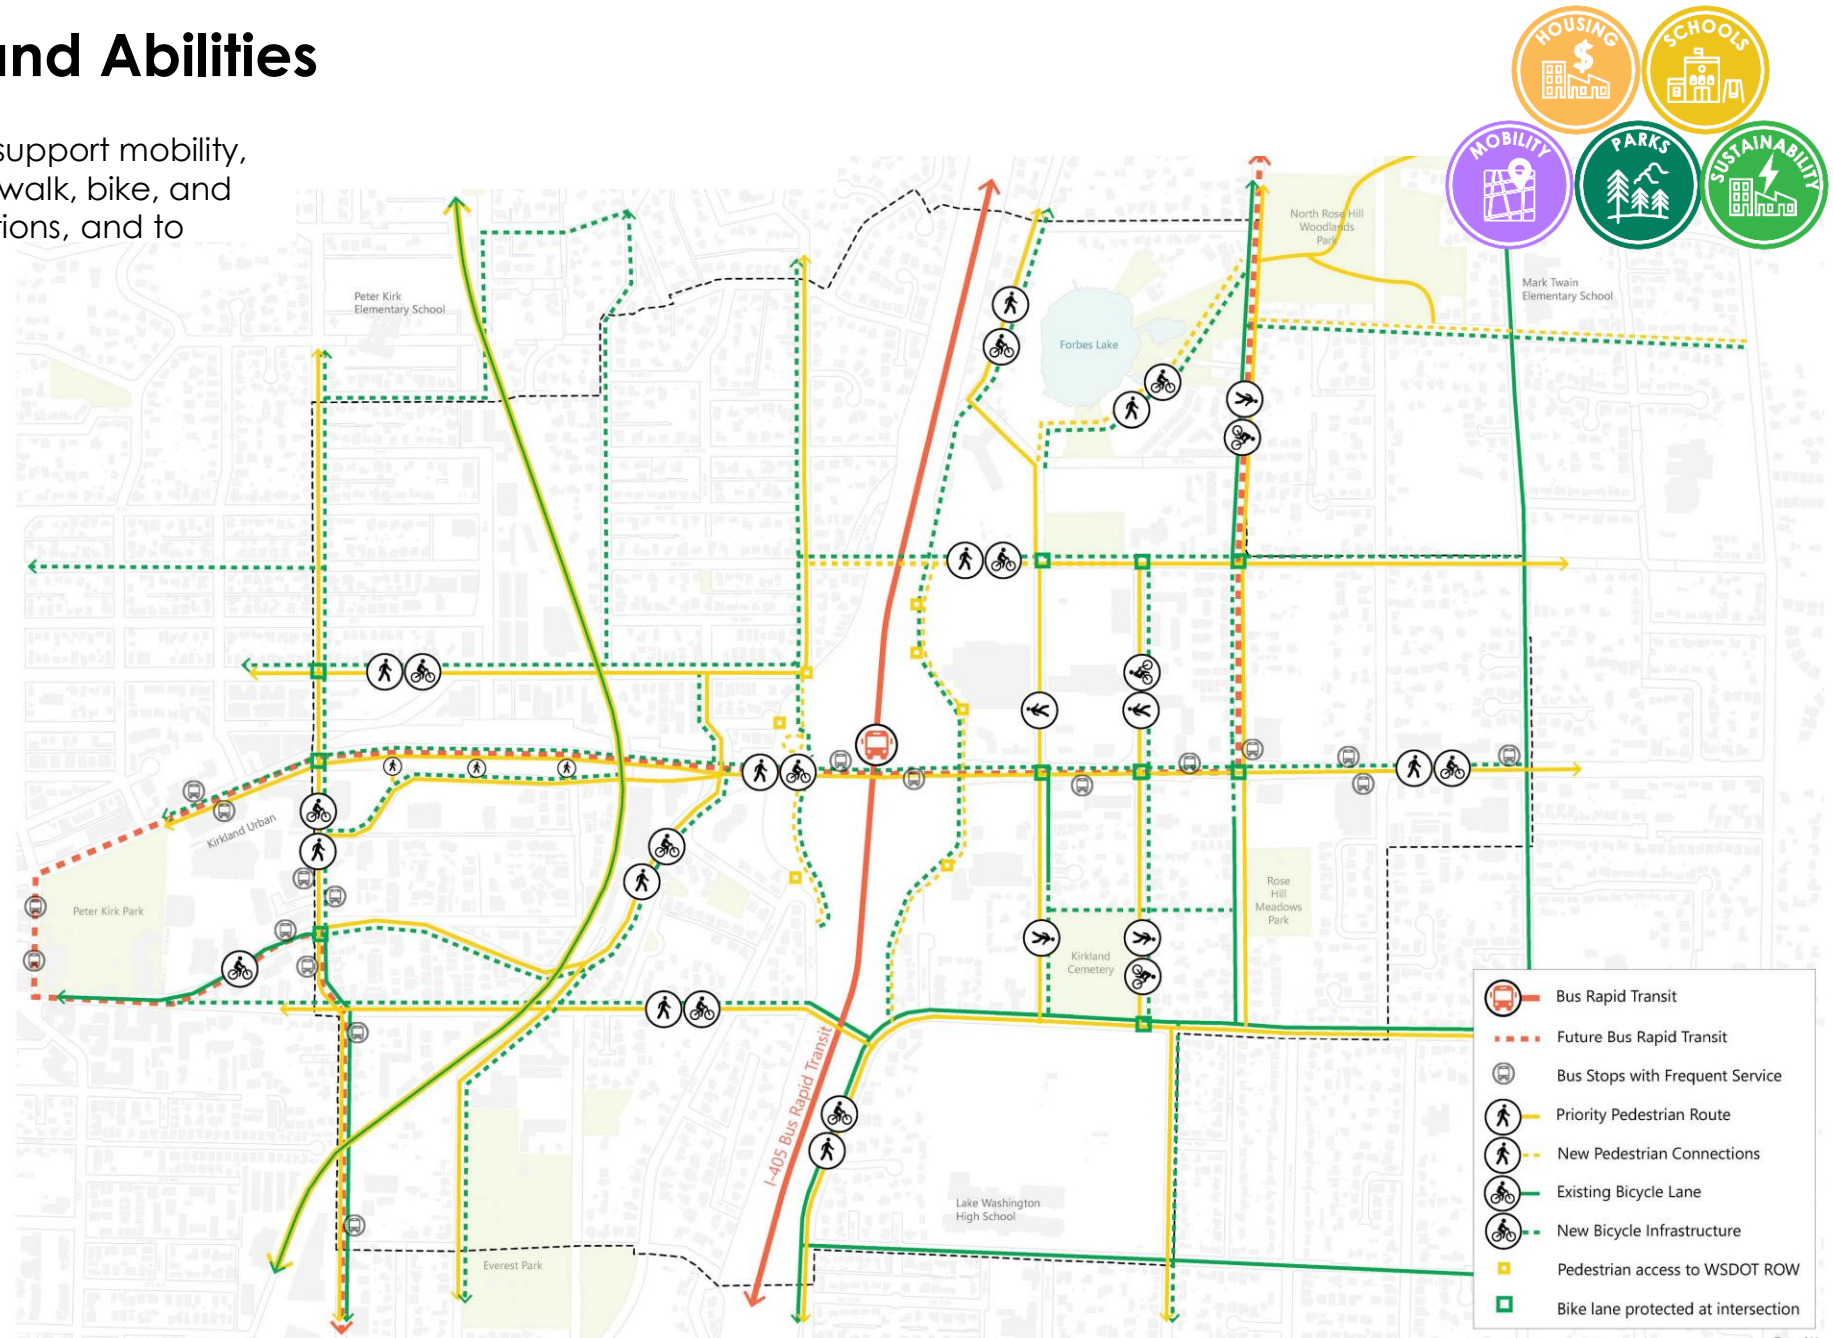 and Abilities
support mobility,
walk, bike, and
tions, and to
HOUSING
SCHOOLS
MOBILITY
PARKS
SUSTAINABILITY
North Rose Hill
Woodlands
Park
Mark Twain
Elementary School
Peter Kirk
Elementary School
Forbes Lake
Kirkland Urban
Peter Kirk Park
Rose
Hill
Meadows
Park
Kirkland
Cemetery
I-405 Bus Rapid Transit
Lake Washington
High School
Everest Park
Bus Rapid Transit
Future Bus Rapid Transit
Bus Stops with Frequent Service
Priority Pedestrian Route
New Pedestrian Connections
Existing Bicycle Lane
New Bicycle Infrastructure
Pedestrian access to WSDOT ROW
Bike lane protected at intersection